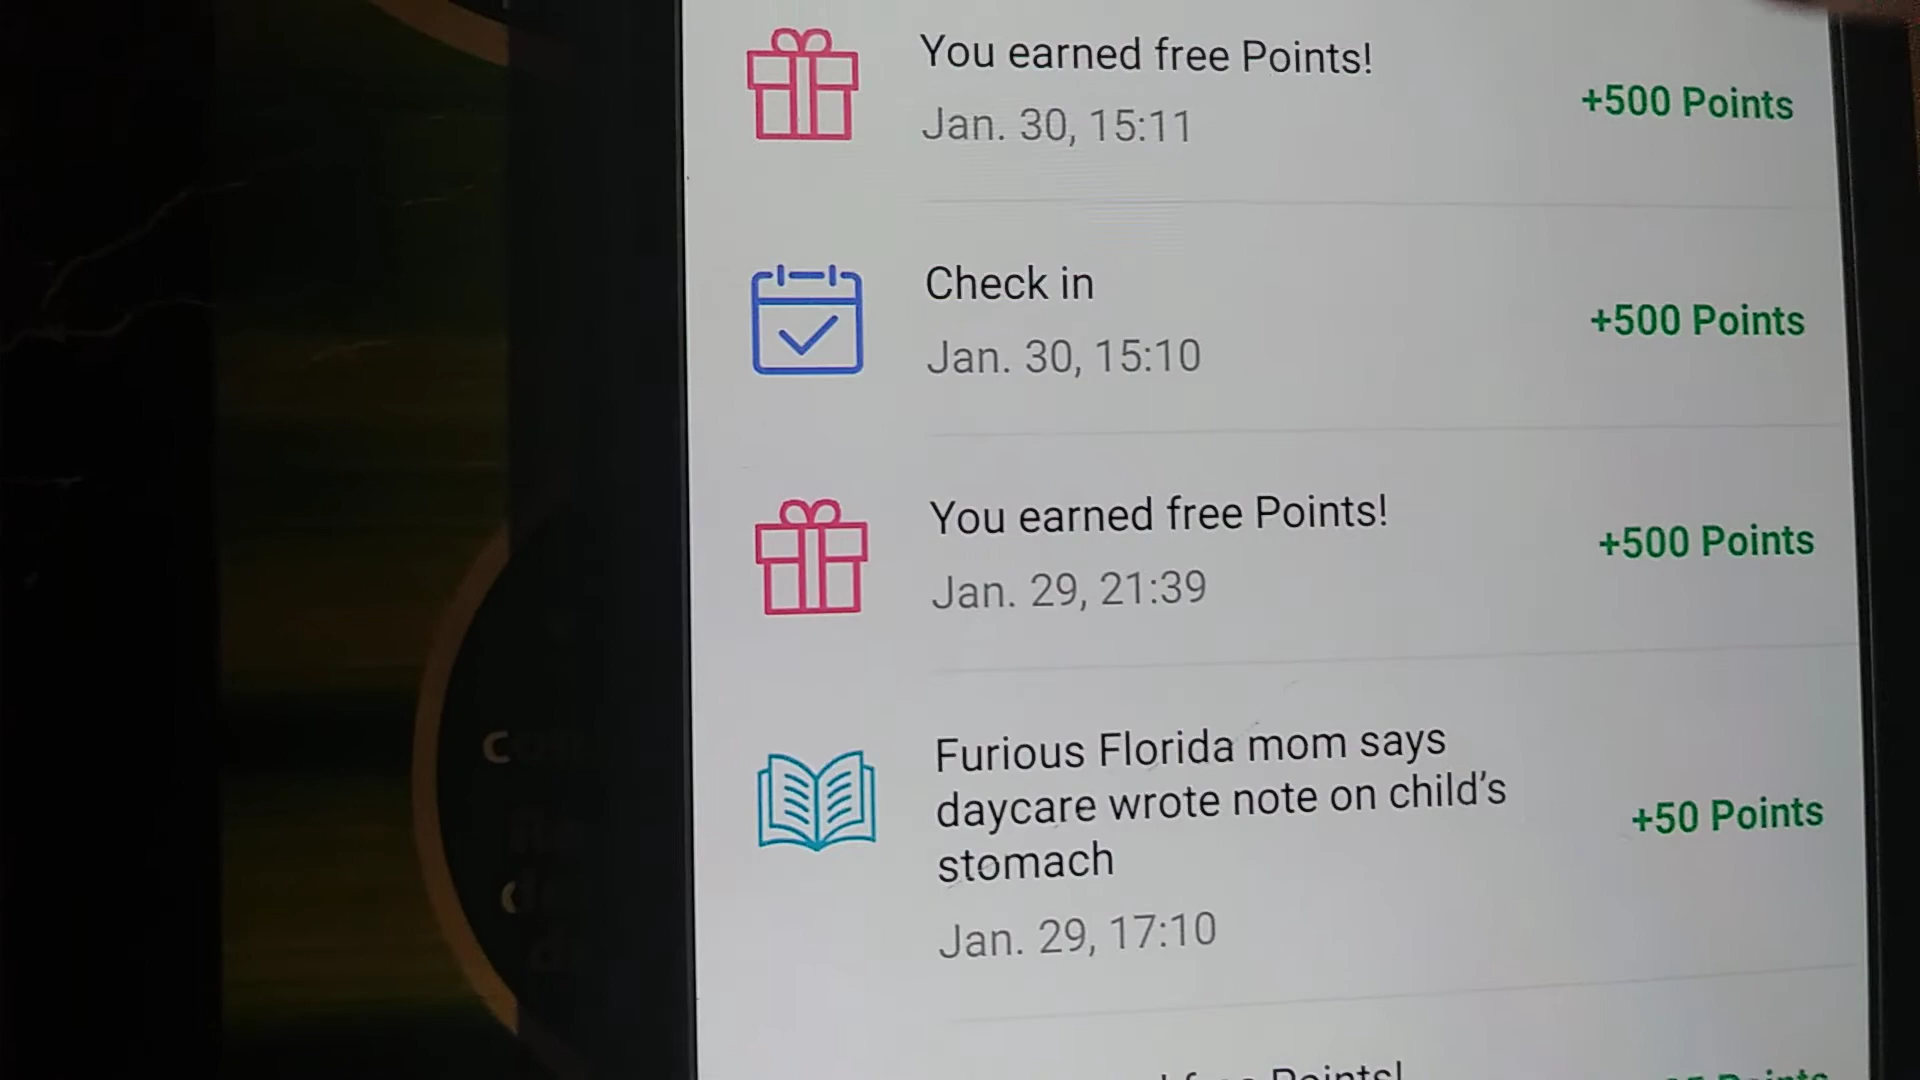 You earned free Points!
+500 Points
Jan. 30, 15:11
Check in
+500 Points
Jan. 30, 15:10
You earned free Points!
+500 Points
Jan. 29, 21:39
Furious Florida mom says
daycare wrote note on child’s
stomach
+50 Points
Jan. 29, 17:10
Points!
Points